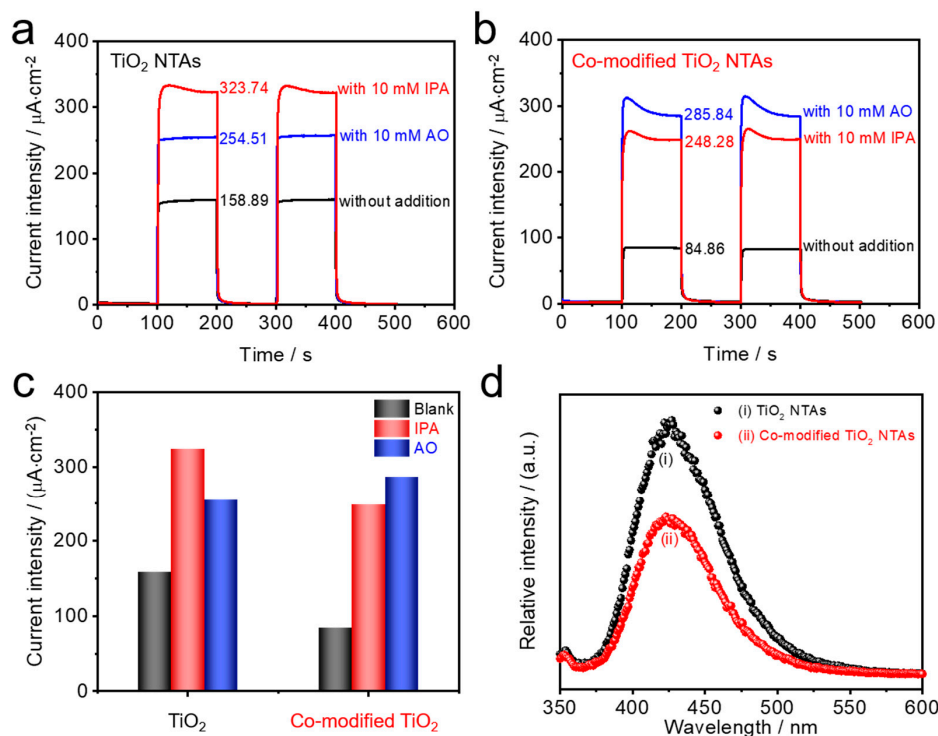 a
TiO₂ NTAs
400
300
200
100
0
Current intensity / μA·cm⁻²
323.74
with 10 mM IPA
254.51
with 10 mM AO
158.89
without addition
0 100 200 300 400 500 600
Time / s
b
Co-modified TiO₂ NTAs
400
300
200
100
0
Current intensity / μA·cm⁻²
285.84
with 10 mM AO
248.28
with 10 mM IPA
84.86
without addition
0 100 200 300 400 500 600
Time / s
c
400
300
200
100
0
Current intensity / (μA·cm⁻²)
Blank
IPA
AO
TiO₂
Co-modified TiO₂
d
Relative intensity / (a.u.)
(i) TiO₂ NTAs
(ii) Co-modified TiO₂ NTAs
(i)
(ii)
350 400 450 500 550 600
Wavelength / nm